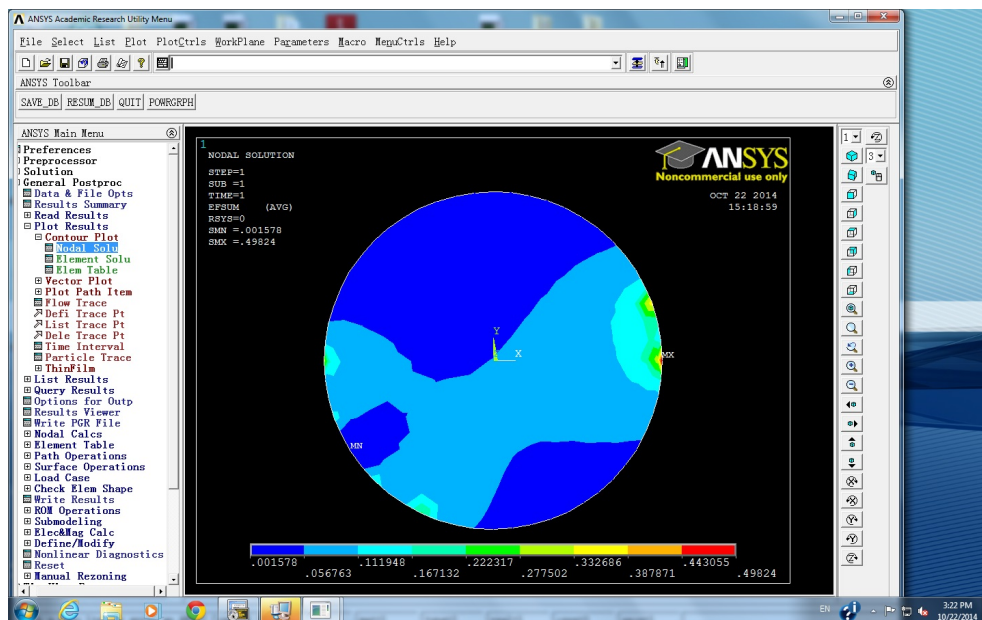 ANSYS Academic Research Utility Menu
File Select List Plot PlotCtrls WorkPlane Parameters Macro MenuCtrls Help
ANSYS Toolbar
SAVE_DB RESUM_DB QUIT POWRGRPH
ANSYS Main Menu
Preferences
Preprocessor
Solution
General Postproc
Data & File Opts
Results Summary
Read Results
Plot Results
Contour Plot
Nodal Solu
Element Solu
Elem Table
Vector Plot
Plot Path Item
Flow Trace
Defi Trace Pt
List Trace Pt
Dele Trace Pt
Time Interval
Particle Trace
ThinFilm
List Results
Query Results
Options for Outp
Results Viewer
Write PGR File
Nodal Calcs
Element Table
Path Operations
Surface Operations
Load Case
Check Elem Shape
Write Results
ROM Operations
Submodeling
Elec&Mag Calc
Define/Modify
Nonlinear Diagnostics
Reset
Manual Rezoning
1
NODAL SOLUTION
STEP=1
SUB =1
TIME=1
EFSUM (AVG)
RSYS=0
SMN =.001578
SMX =.49824
ANSYS
Noncommercial use only
OCT 22 2014
15:18:59
Y
X
MX
MN
.001578 .111948 .222317 .332686 .443055
.056763 .167132 .277502 .387871 .49824
1
3
EN
3:22 PM
10/22/2014